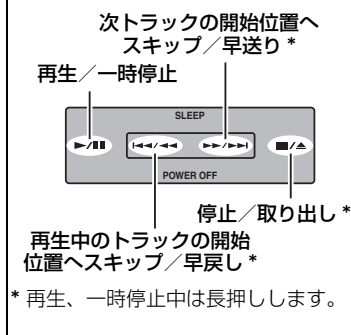 次トラックの開始位置へ
スキップ／早送り*
再生／一時停止
SLEEP
POWER OFF
停止／取り出し*
再生中のトラックの開始
位置へスキップ／早戻し*
* 再生、一時停止中は長押しします。